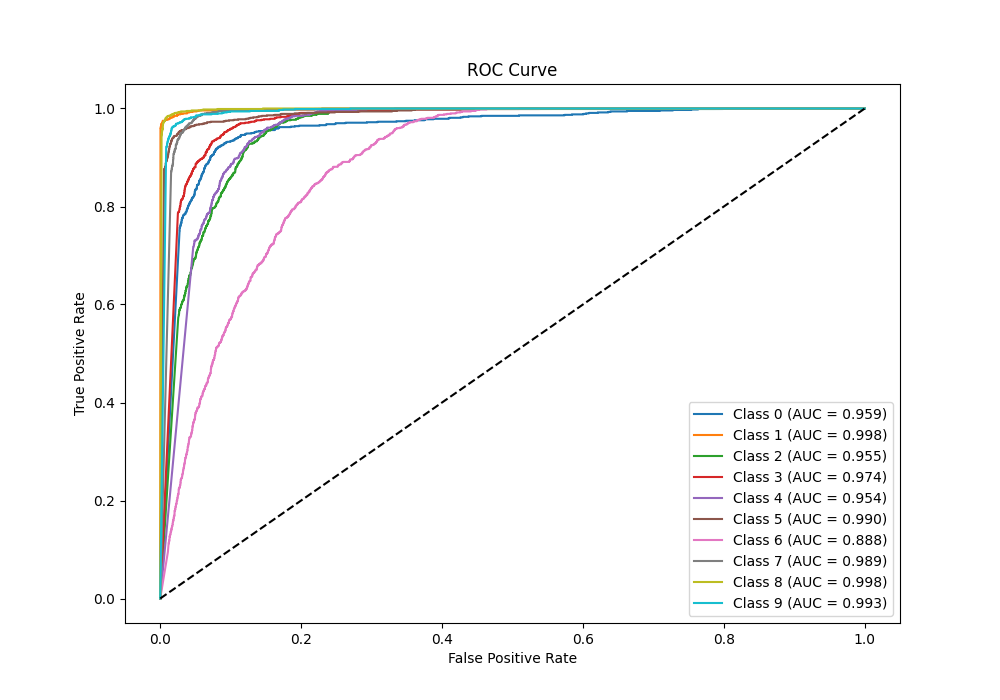 ROC Curve
1.0
0.8
0.6
0.4
0.2
0.0
True Positive Rate
0.0 0.2 0.4 0.6 0.8 1.0
False Positive Rate
Class 0 (AUC = 0.959)
Class 1 (AUC = 0.998)
Class 2 (AUC = 0.955)
Class 3 (AUC = 0.974)
Class 4 (AUC = 0.954)
Class 5 (AUC = 0.990)
Class 6 (AUC = 0.888)
Class 7 (AUC = 0.989)
Class 8 (AUC = 0.998)
Class 9 (AUC = 0.993)